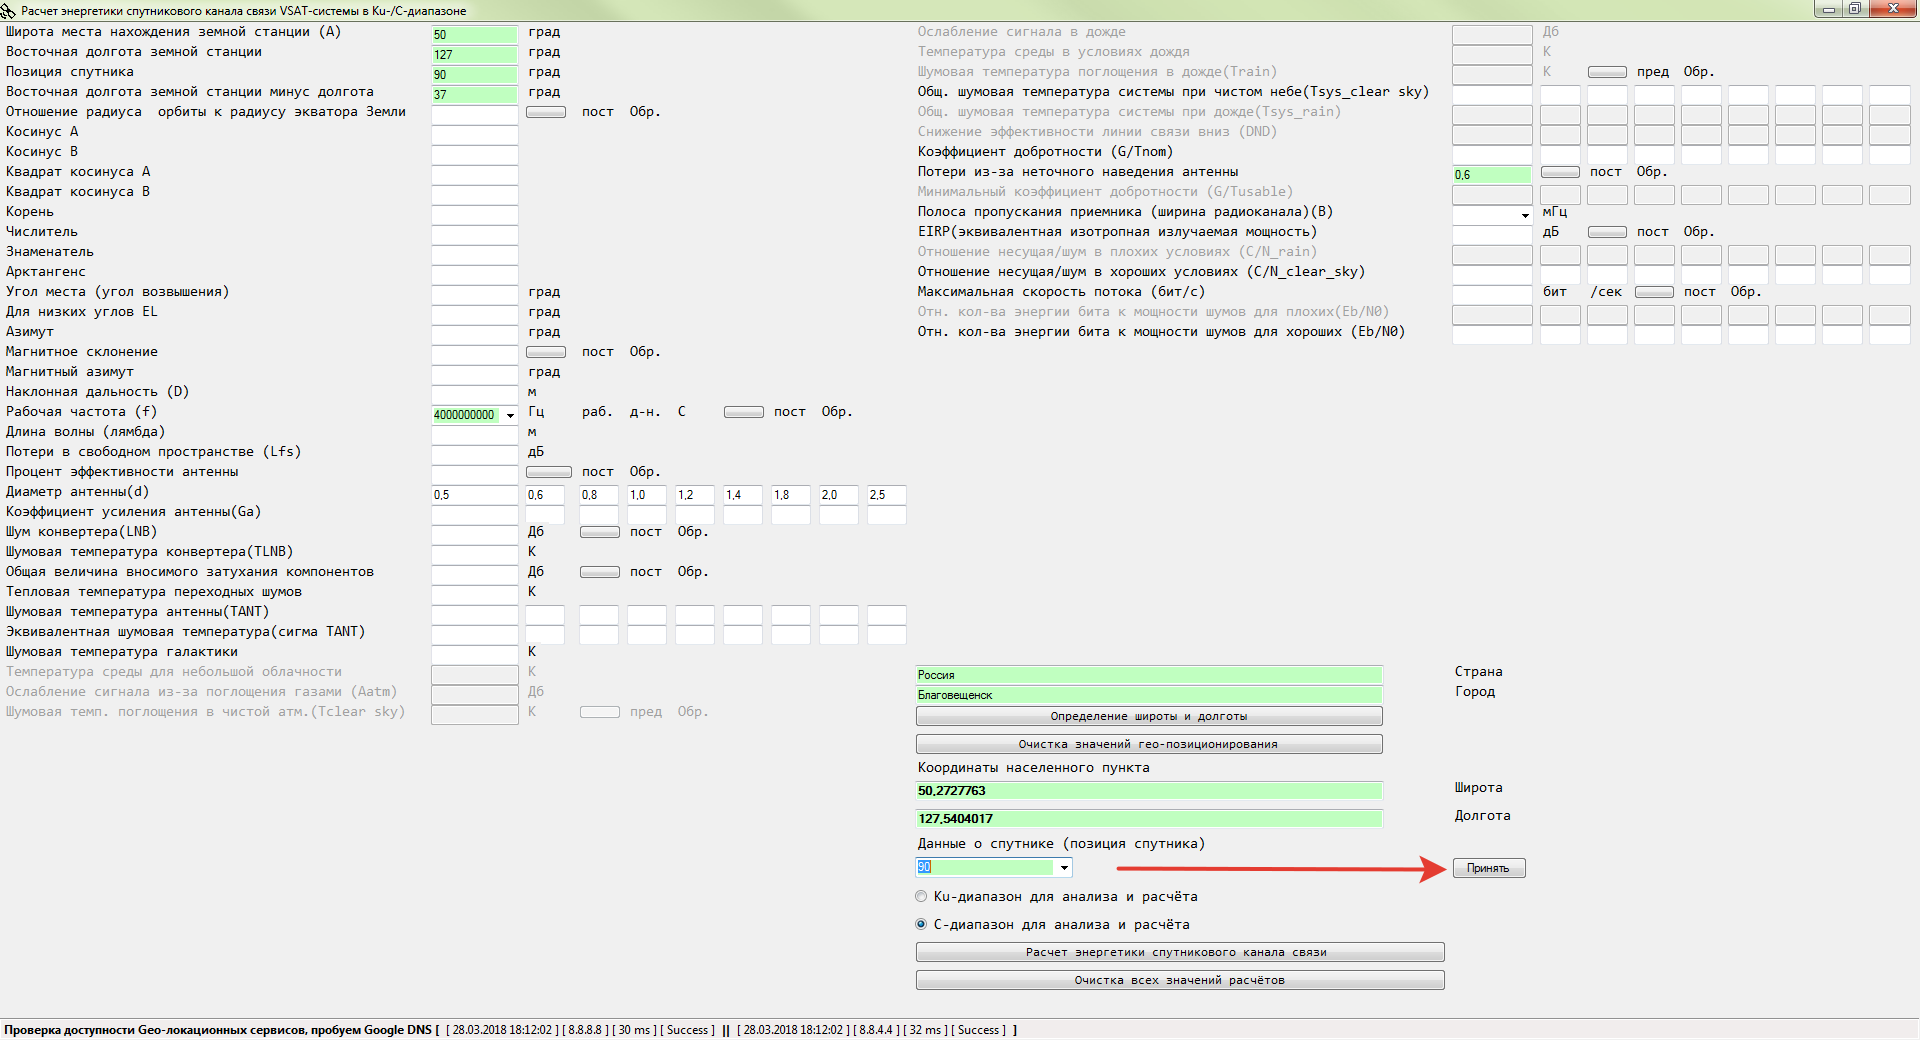 Расчет энергетики спутникового канала связи VSAT-системы в Ku-/C-диапазоне
Широта места нахождения земной станции (А) 50 град
Восточная долгота земной станции 127 град
Позиция спутника 90 град
Восточная долгота земной станции минус долгота 37 град
Отношение радиуса орбиты к радиусу экватора Земли пост Обр.
Косинус А
Косинус В
Квадрат косинуса А
Квадрат косинуса В
Корень
Числитель
Знаменатель
Арктангенс
Угол места (угол возвышения) град
Для низких углов EL град
Азимут град
Магнитное склонение пост Обр.
Магнитный азимут град
Наклонная дальность (D) м
Рабочая частота (f) 4000000000 Гц раб. д-н. С пост Обр.
Длина волны (лямбда) м
Потери в свободном пространстве (Lfs) дБ
Процент эффективности антенны пост Обр.
Диаметр антенны(d) 0,5 0,6 0,8 1,0 1,2 1,4 1,8 2,0 2,5
Коэффициент усиления антенны(Ga)
Шум конвертера(LNB) Дб пост Обр.
Шумовая температура конвертера(TLNB) К
Общая величина вносимого затухания компонентов Дб пост Обр.
Тепловая температура переходных шумов К
Шумовая температура антенны(TANT)
Эквивалентная шумовая температура(сигма TANT)
Шумовая температура галактики К
Температура среды для небольшой облачности К
Ослабление сигнала из-за поглощения газами (Aatm) Дб
Шумовая темп. поглощения в чистой атм.(Tclear sky) К пред Обр.
Ослабление сигнала в дожде Дб
Температура среды в условиях дождя К
Шумовая температура поглощения в дожде(Train) К пред Обр.
Общ. шумовая температура системы при чистом небе(Tsys_clear sky)
Общ. шумовая температура системы при дожде(Tsys_rain)
Снижение эффективности линии связи вниз (DND)
Коэффициент добротности (G/Tnom)
Потери из-за неточного наведения антенны 0,6 пост Обр.
Минимальный коэффициент добротности (G/Tusable)
Полоса пропускания приемника (ширина радиоканала)(В) мГц
EIRP(эквивалентная изотропная излучаемая мощность) дБ пост Обр.
Отношение несущая/шум в плохих условиях (C/N_rain)
Отношение несущая/шум в хороших условиях (C/N_clear_sky)
Максимальная скорость потока (бит/с) бит /сек пост Обр.
Отн. кол-ва энергии бита к мощности шумов для плохих(Eb/N0)
Отн. кол-ва энергии бита к мощности шумов для хороших (Eb/N0)
Россия Страна
Благовещенск Город
Определение широты и долготы
Очистка значений гео-позиционирования
Координаты населенного пункта
50,2727763 Широта
127,5404017 Долгота
Данные о спутнике (позиция спутника)
90 Принять
Ku-диапазон для анализа и расчёта
С-диапазон для анализа и расчёта
Расчет энергетики спутникового канала связи
Очистка всех значений расчётов
Проверка доступности Geo-локационных сервисов, пробуем Google DNS [ [ 28.03.2018 18:12:02 ] [ 8.8.8.8 ] [ 30 ms ] [ Success ] || [ 28.03.2018 18:12:02 ] [ 8.8.4.4 ] [ 32 ms ] [ Success ] ]